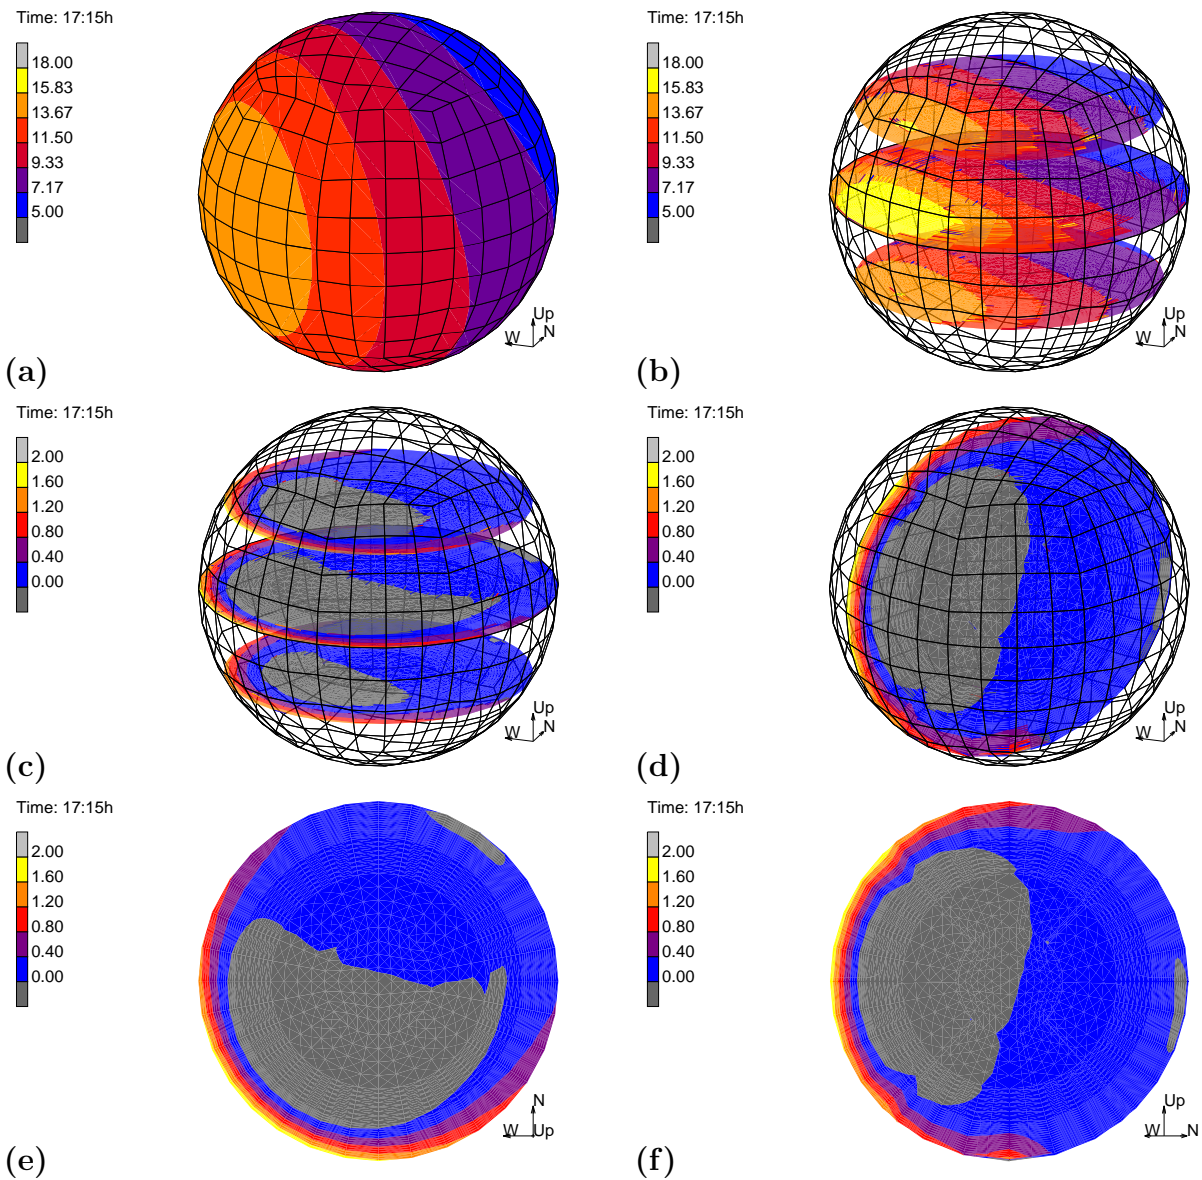 Time: 17:15h
18.00
15.83
13.67
11.50
9.33
7.17
5.00
Up
W
N
(a)
Time: 17:15h
18.00
15.83
13.67
11.50
9.33
7.17
5.00
Up
W
N
(b)
Time: 17:15h
2.00
1.60
1.20
0.80
0.40
0.00
Up
W
N
(c)
Time: 17:15h
2.00
1.60
1.20
0.80
0.40
0.00
Up
W
N
(d)
Time: 17:15h
2.00
1.60
1.20
0.80
0.40
0.00
N
W Up
(e)
Time: 17:15h
2.00
1.60
1.20
0.80
0.40
0.00
Up
W N
(f)